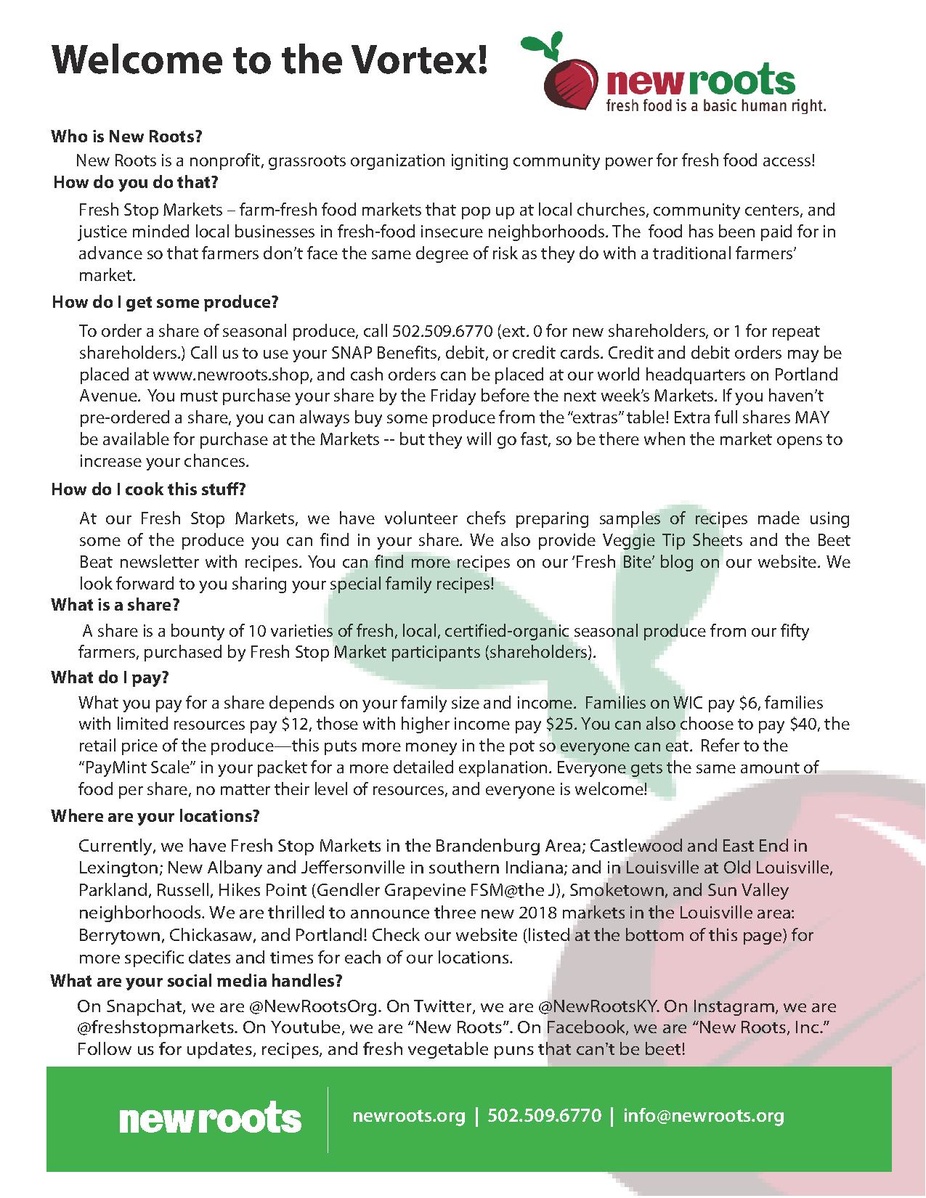 Welcome to the Vortex!
newroots
fresh food is a basic human right.
Who is New Roots?
New Roots is a nonprofit, grassroots organization igniting community power for fresh food access!
How do you do that?
Fresh Stop Markets – farm-fresh food markets that pop up at local churches, community centers, and
justice minded local businesses in fresh-food insecure neighborhoods. The food has been paid for in
advance so that farmers don’t face the same degree of risk as they do with a traditional farmers’
market.
How do I get some produce?
To order a share of seasonal produce, call 502.509.6770 (ext. 0 for new shareholders, or 1 for repeat
shareholders.) Call us to use your SNAP Benefits, debit, or credit cards. Credit and debit orders may be
placed at www.newroots.shop, and cash orders can be placed at our world headquarters on Portland
Avenue. You must purchase your share by the Friday before the next week’s Markets. If you haven’t
pre-ordered a share, you can always buy some produce from the “extras” table! Extra full shares MAY
be available for purchase at the Markets -- but they will go fast, so be there when the market opens to
increase your chances.
How do I cook this stuff?
At our Fresh Stop Markets, we have volunteer chefs preparing samples of recipes made using
some of the produce you can find in your share. We also provide Veggie Tip Sheets and the Beet
Beat newsletter with recipes. You can find more recipes on our ‘Fresh Bite’ blog on our website. We
look forward to you sharing your special family recipes!
What is a share?
A share is a bounty of 10 varieties of fresh, local, certified-organic seasonal produce from our fifty
farmers, purchased by Fresh Stop Market participants (shareholders).
What do I pay?
What you pay for a share depends on your family size and income. Families on WIC pay $6, families
with limited resources pay $12, those with higher income pay $25. You can also choose to pay $40, the
retail price of the produce—this puts more money in the pot so everyone can eat. Refer to the
“PayMint Scale” in your packet for a more detailed explanation. Everyone gets the same amount of
food per share, no matter their level of resources, and everyone is welcome!
Where are your locations?
Currently, we have Fresh Stop Markets in the Brandenburg Area; Castlewood and East End in
Lexington; New Albany and Jeffersonville in southern Indiana; and in Louisville at Old Louisville,
Parkland, Russell, Hikes Point (Gendler Grapevine FSM@the J), Smoketown, and Sun Valley
neighborhoods. We are thrilled to announce three new 2018 markets in the Louisville area:
Berrytown, Chickasaw, and Portland! Check our website (listed at the bottom of this page) for
more specific dates and times for each of our locations.
What are your social media handles?
On Snapchat, we are @NewRootsOrg. On Twitter, we are @NewRootsKY. On Instagram, we are
@freshstopmarkets. On Youtube, we are “New Roots”. On Facebook, we are “New Roots, Inc.”
Follow us for updates, recipes, and fresh vegetable puns that can’t be beet!
newroots
newroots.org | 502.509.6770 | info@newroots.org